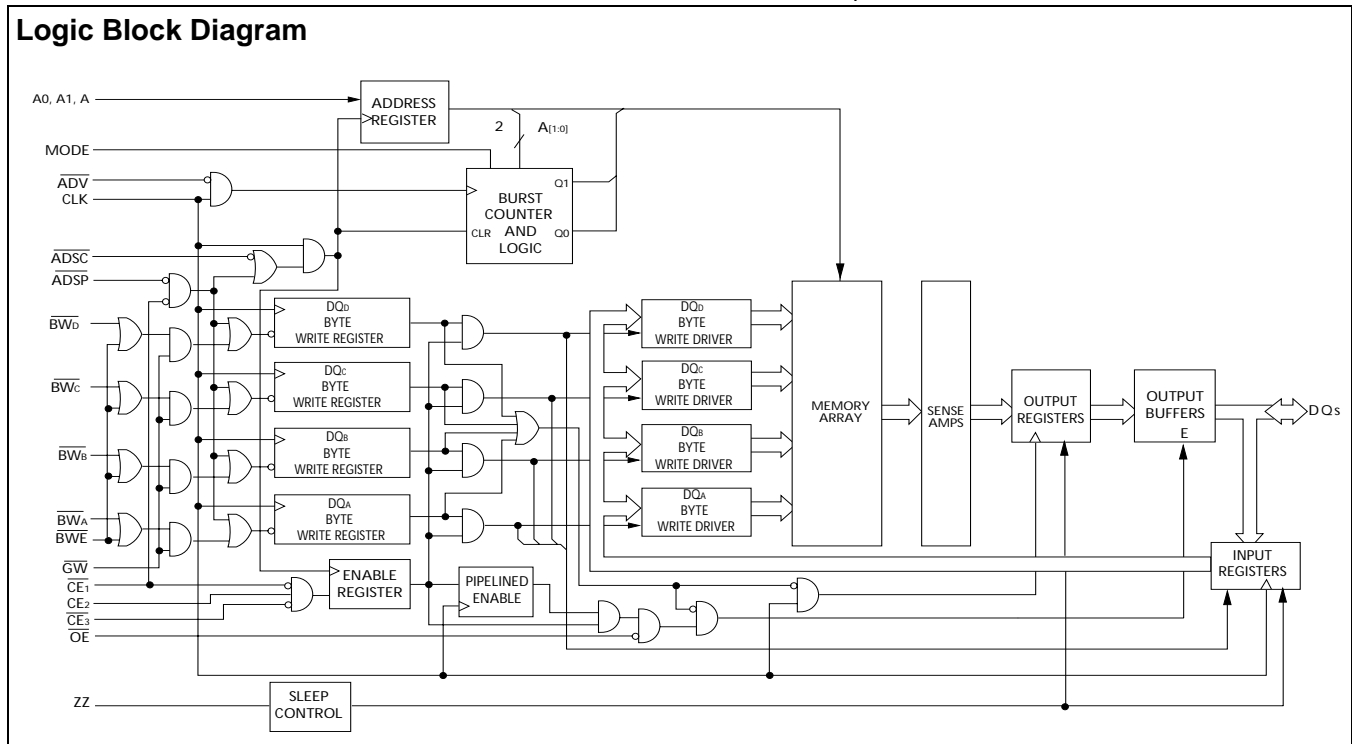 Logic Block Diagram
A0, A1, A
ADDRESS
REGISTER
2
A[1:0]
MODE
ADV
CLK
BURST
COUNTER
AND
LOGIC
CLR
Q1
Q0
ADSC
ADSP
BWD
DQD
BYTE
WRITE REGISTER
DQD
BYTE
WRITE DRIVER
BWC
DQC
BYTE
WRITE REGISTER
DQC
BYTE
WRITE DRIVER
MEMORY
ARRAY
SENSE
AMPS
OUTPUT
REGISTERS
OUTPUT
BUFFERS
E
DQs
BWB
DQB
BYTE
WRITE REGISTER
DQB
BYTE
WRITE DRIVER
BWA
BWE
DQA
BYTE
WRITE REGISTER
DQA
BYTE
WRITE DRIVER
GW
CE1
CE2
CE3
OE
ENABLE
REGISTER
PIPELINED
ENABLE
INPUT
REGISTERS
ZZ
SLEEP
CONTROL